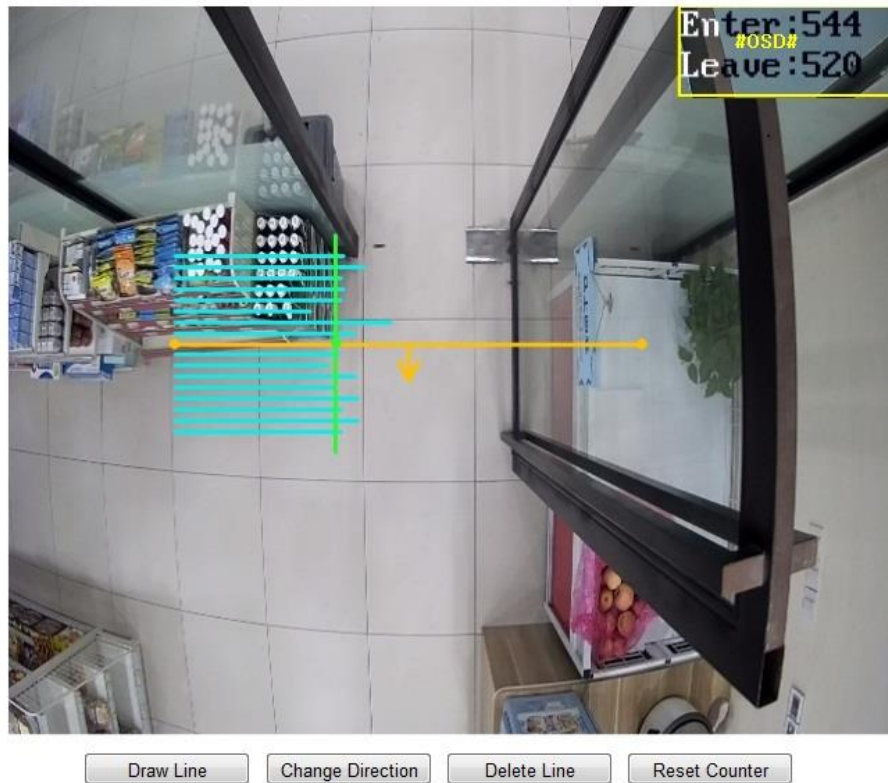 Enter:544
#OSD#
Leave:520
Draw Line
Change Direction
Delete Line
Reset Counter